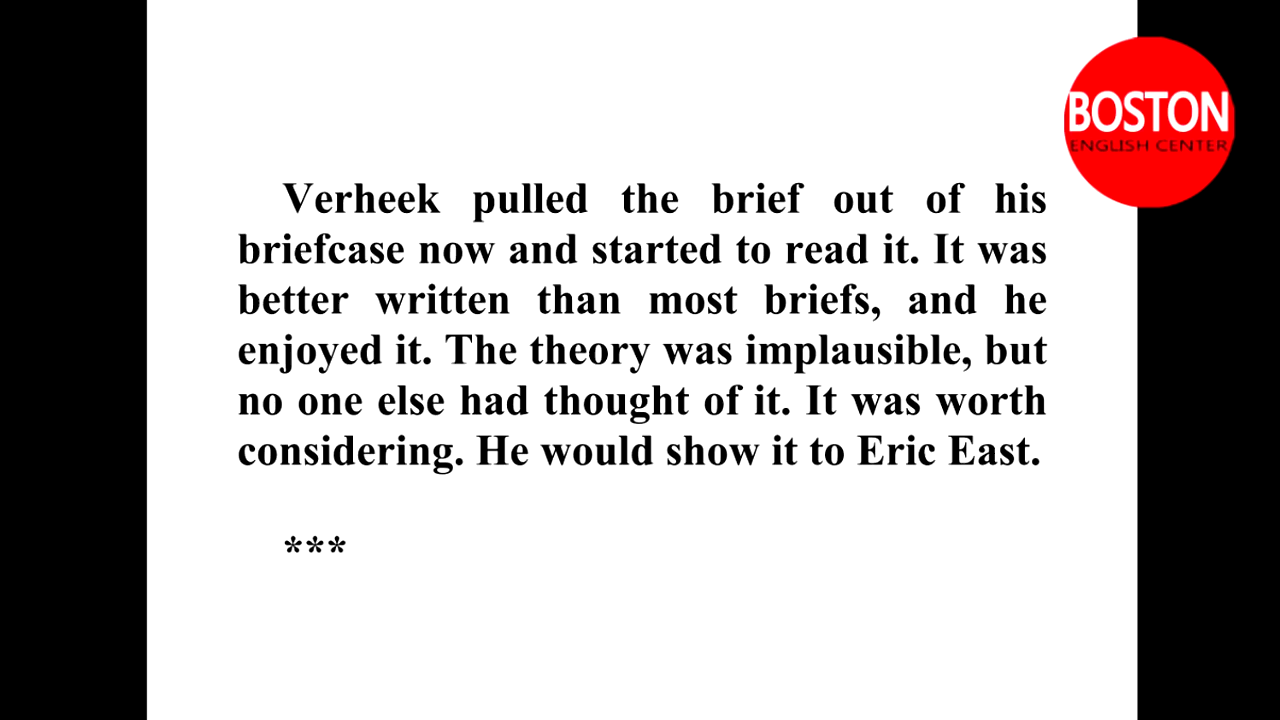 BOSTON
ENGLISH CENTER
Verheek pulled the brief out of his
briefcase now and started to read it. It was
better written than most briefs, and he
enjoyed it. The theory was implausible, but
no one else had thought of it. It was worth
considering. He would show it to Eric East.
***